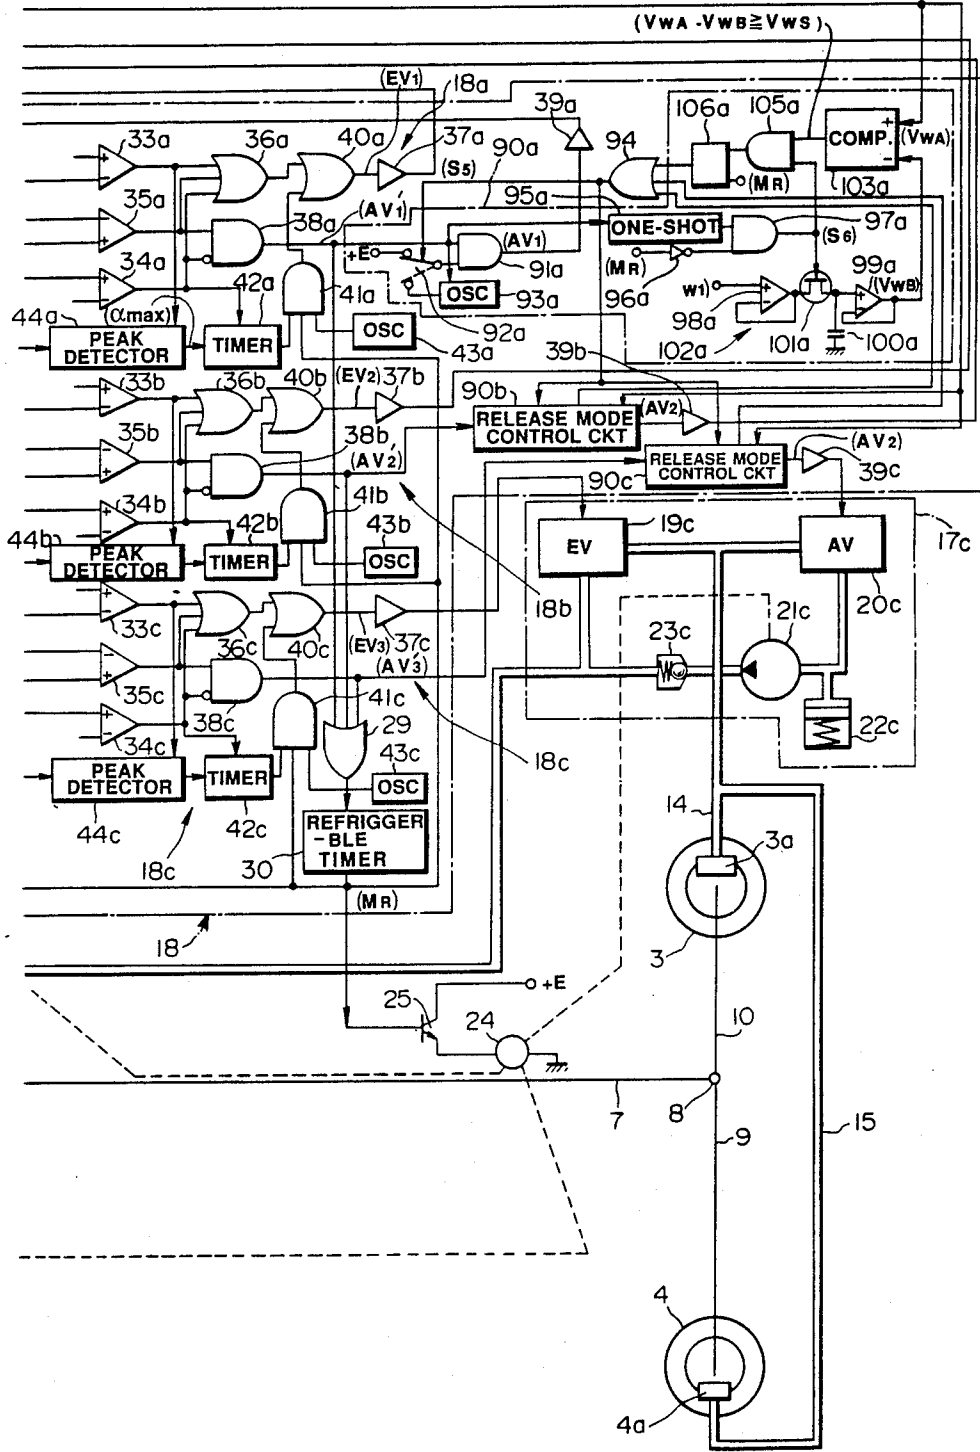 (VWA -VWB≧VWS)
(EV1)
18a
39a
106a
105a
33a
36a
40a
37a
90a
94
COMP.
(VWA)
(S5)
(MR)
103a
35a
38a
(AV1')
95a
ONE-SHOT
97a
(S6)
34a
+E
(AV1)
91a
(MR)
96a
99a
(VWB)
44a
(αmax)
42a
41a
OSC
93a
W1)
98a
PEAK
DETECTOR
TIMER
OSC
43a
92a
102a
101a
100a
39b
33b
36b
40b
(EV2)
37b
90b
RELEASE MODE
CONTROL CKT
(AV2)
35b
38b
(AV2')
RELEASE MODE
CONTROL CKT
(AV2)
39c
90c
34b
41b
44b
42b
43b
19c
17c
PEAK
DETECTOR
TIMER
OSC
EV
AV
20c
18b
33c
36c
40c
(EV3)
37c
23c
21c
(AV3')
35c
38c
41c
29
18c
22c
34c
43c
PEAK
DETECTOR
TIMER
OSC
14
44c
42c
REFRIGGER
-BLE
TIMER
3a
18c
30
(MR)
18
3
+E
25
24
10
7
8
9
15
4
4a